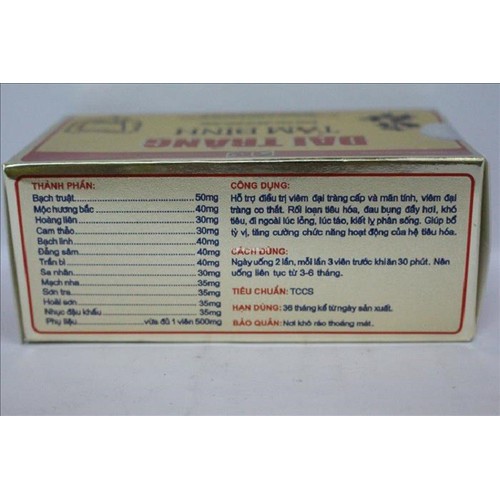 ĐẠI TRÀNG
TÂM BÌNH
THÀNH PHẦN:
Bạch truật 50mg
Mộc hương bắc 40mg
Hoàng liên 30mg
Cam thảo 30mg
Bạch linh 40mg
Đẳng sâm 40mg
Trần bì 40mg
Sa nhân 30mg
Mạch nha 35mg
Sơn tra 35mg
Hoài sơn 35mg
Nhục đậu khấu 35mg
Phụ liệu vừa đủ 1 viên 500mg
CÔNG DỤNG:
Hỗ trợ điều trị viêm đại tràng cấp và mãn tính, viêm đại
tràng co thắt. Rối loạn tiêu hóa, đau bụng đầy hơi, khó
tiêu, đi ngoài lúc lỏng, lúc táo, kiết lỵ phân sống. Giúp bổ
tỳ vị, tăng cường chức năng hoạt động của hệ tiêu hóa.
CÁCH DÙNG:
Ngày uống 2 lần, mỗi lần 3 viên trước khi ăn 30 phút. Nên
uống liên tục từ 3-6 tháng.
TIÊU CHUẨN: TCCS
HẠN DÙNG: 36 tháng kể từ ngày sản xuất.
BẢO QUẢN: Nơi khô ráo thoáng mát.